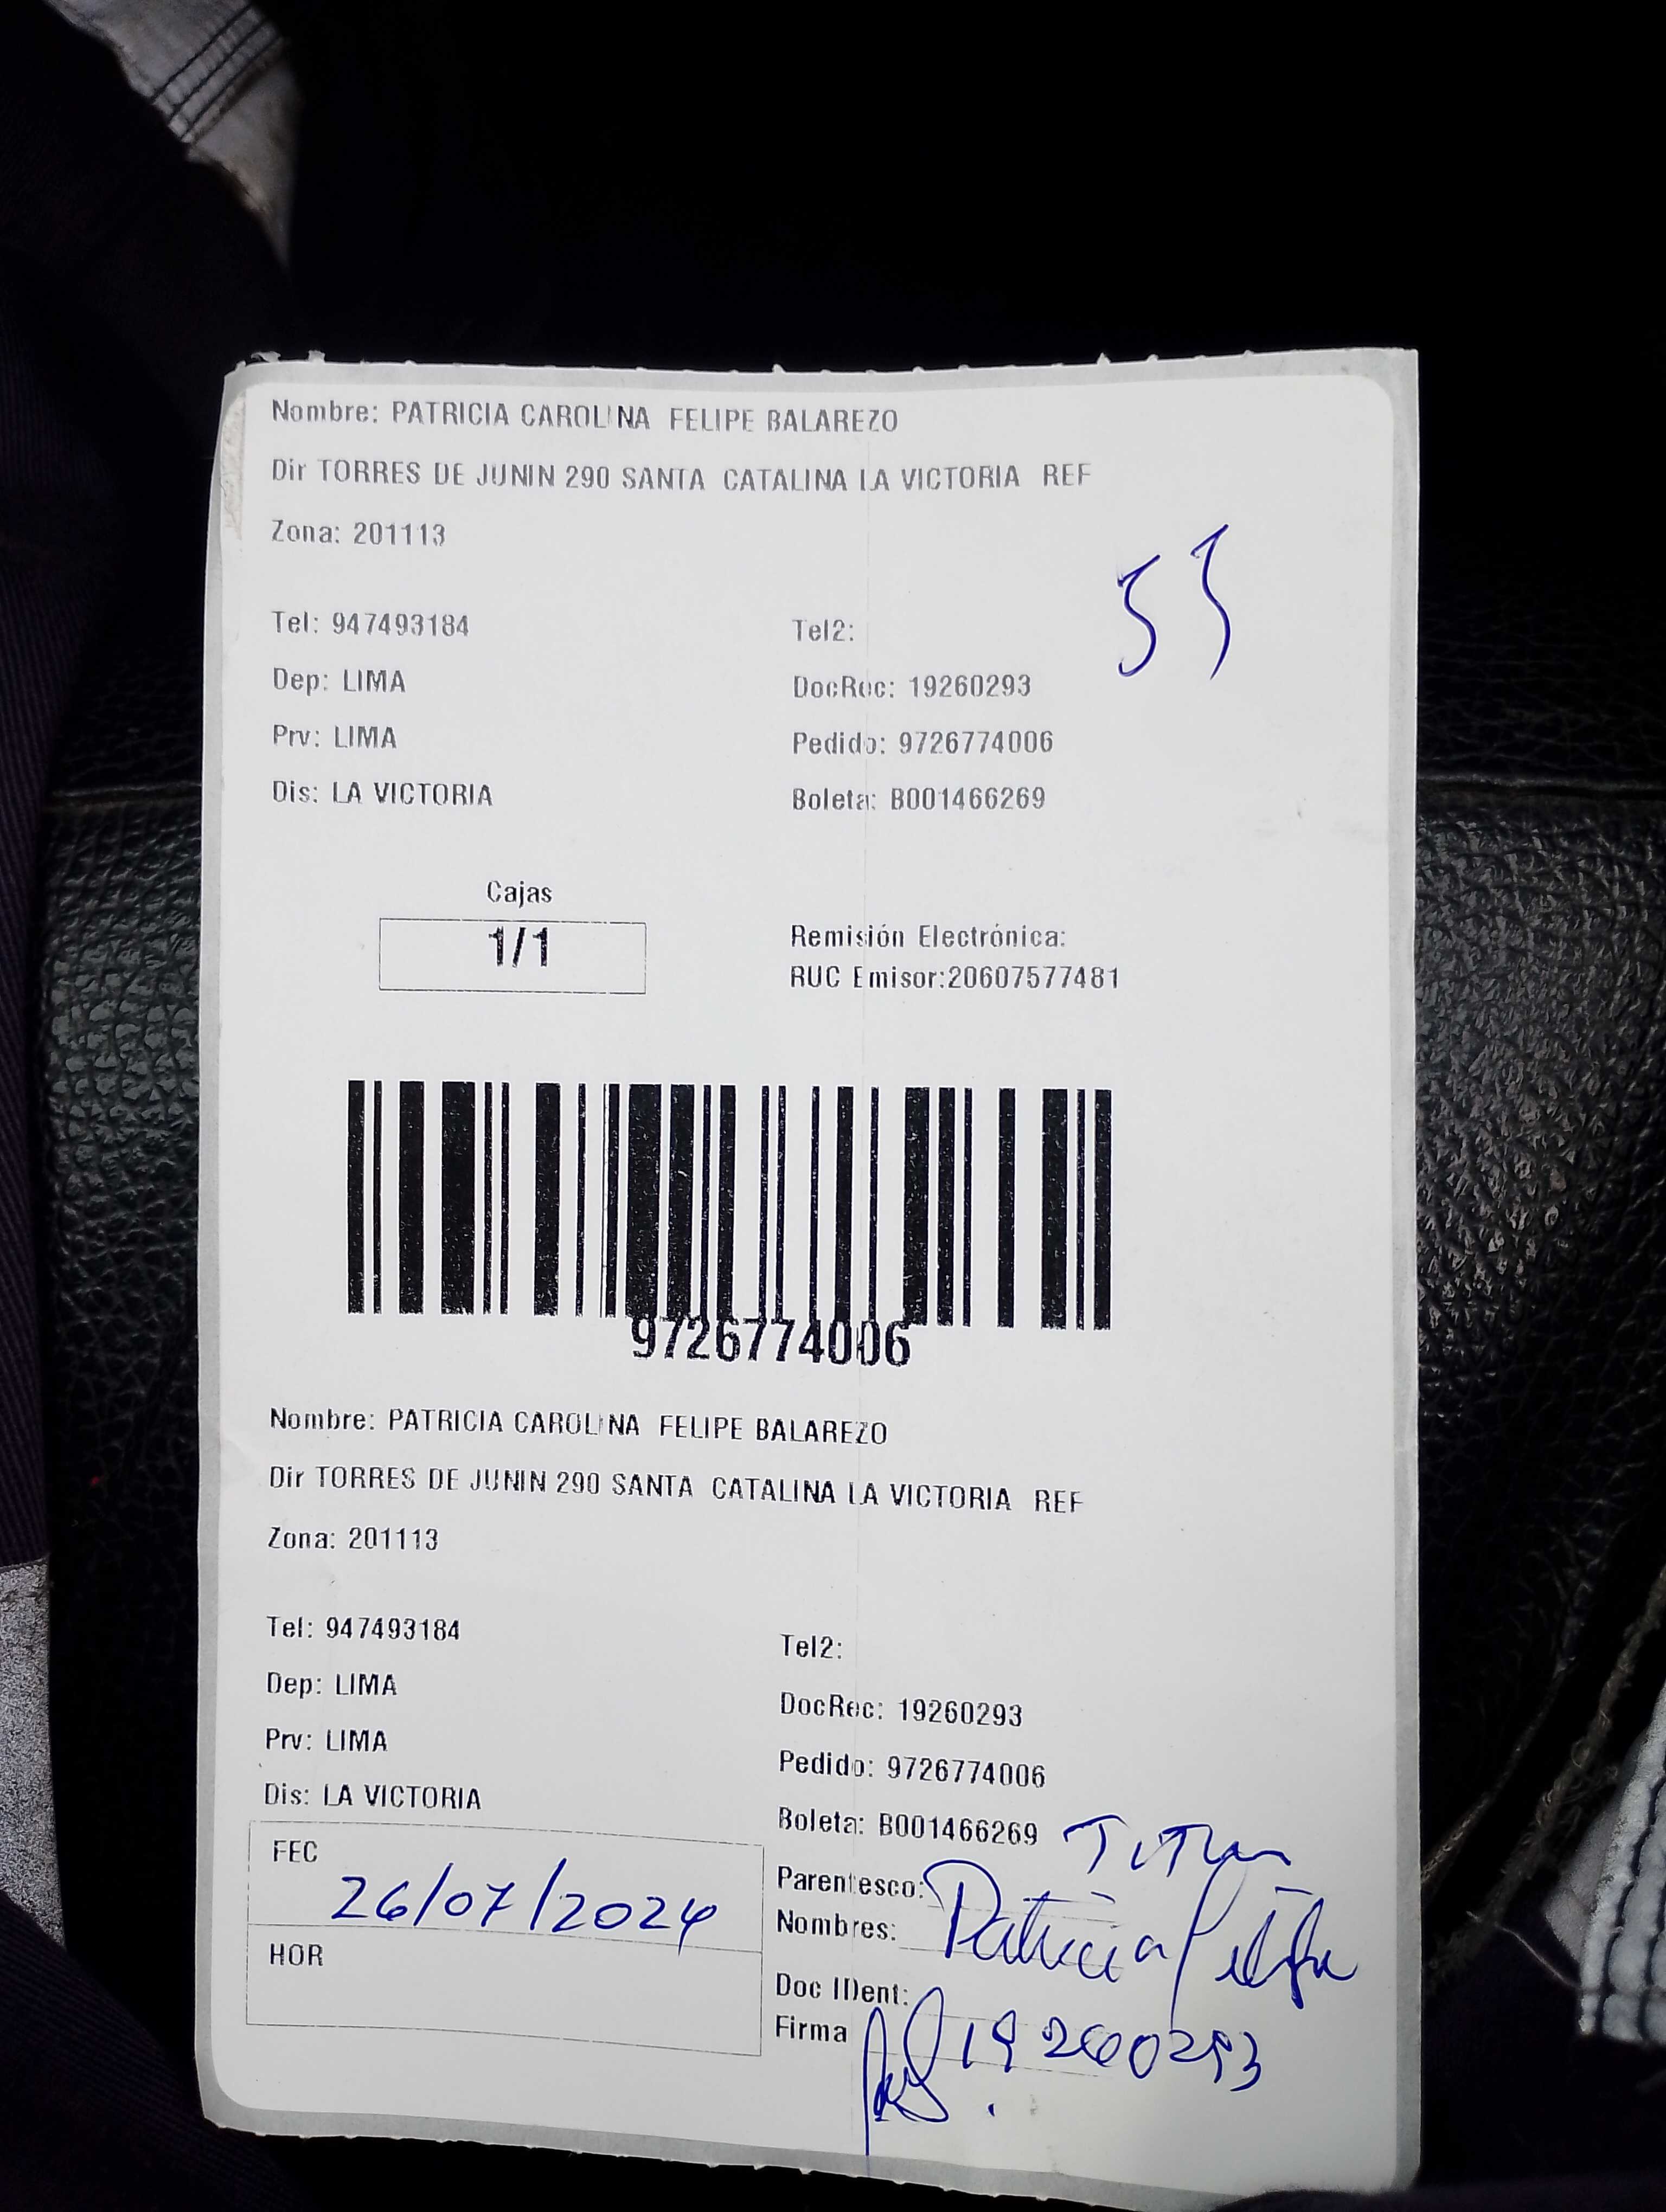 Nombre: PATRICIA CAROLINA FELIPE BALAREZO
Dir TORRES DE JUNIN 290 SANTA CATALINA LA VICTORIA REF
Zona: 201113
53
Tel: 947493184 Tel2:
Dep: LIMA DocRec: 19260293
Prv: LIMA Pedido: 9726774006
Dis: LA VICTORIA Boleta: B001466269
Cajas
1/1
Remisión Electrónica:
RUC Emisor:20607577481
9726774006
Nombre: PATRICIA CAROLINA FELIPE BALAREZO
Dir TORRES DE JUNIN 290 SANTA CATALINA LA VICTORIA REF
Zona: 201113
Tel: 947493184 Tel2:
Dep: LIMA DocRec: 19260293
Prv: LIMA Pedido: 9726774006
Dis: LA VICTORIA Boleta: B001466269
FEC 26/07/2024
HOR
Parentesco:
Nombres: Patricia
Doc IDent: 19260293
Firma